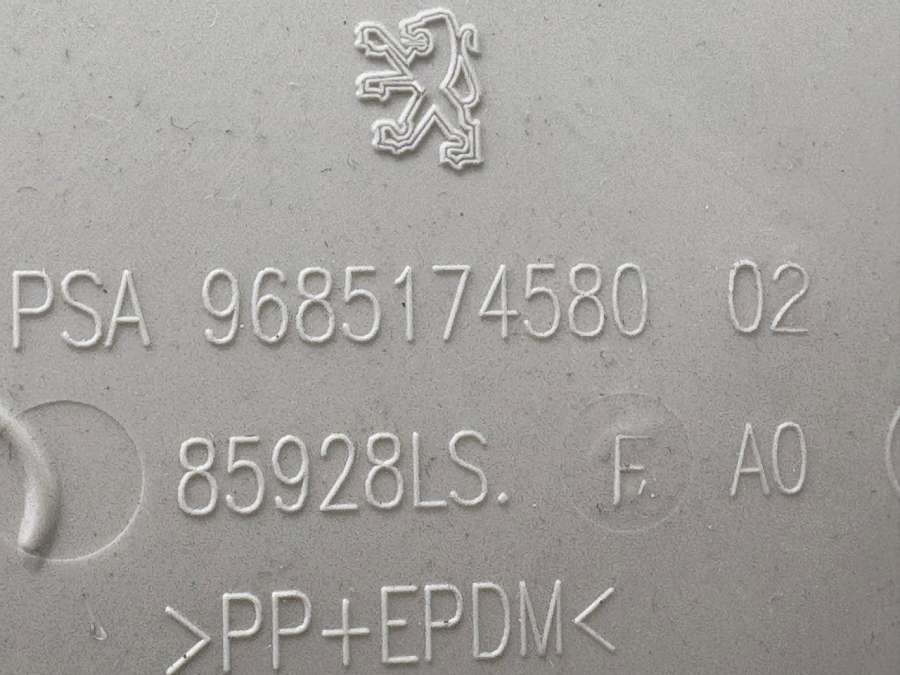 PSA 9685174580 02
85928LS. F. A0
>PP+EPDM<